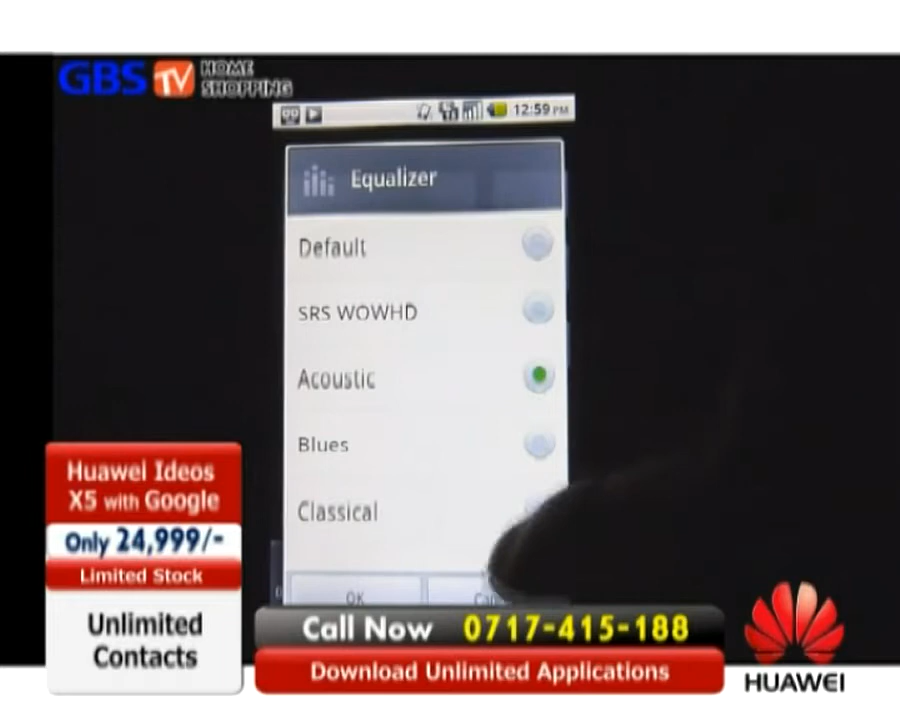 GBS TV HOME
SHOPPING
12:59 PM
Equalizer
Default
SRS WOWHD
Acoustic
Blues
Classical
OK
Huawei Ideos
X5 with Google
Only 24,999/-
Limited Stock
Unlimited
Contacts
Call Now 0717-415-188
Download Unlimited Applications
HUAWEI